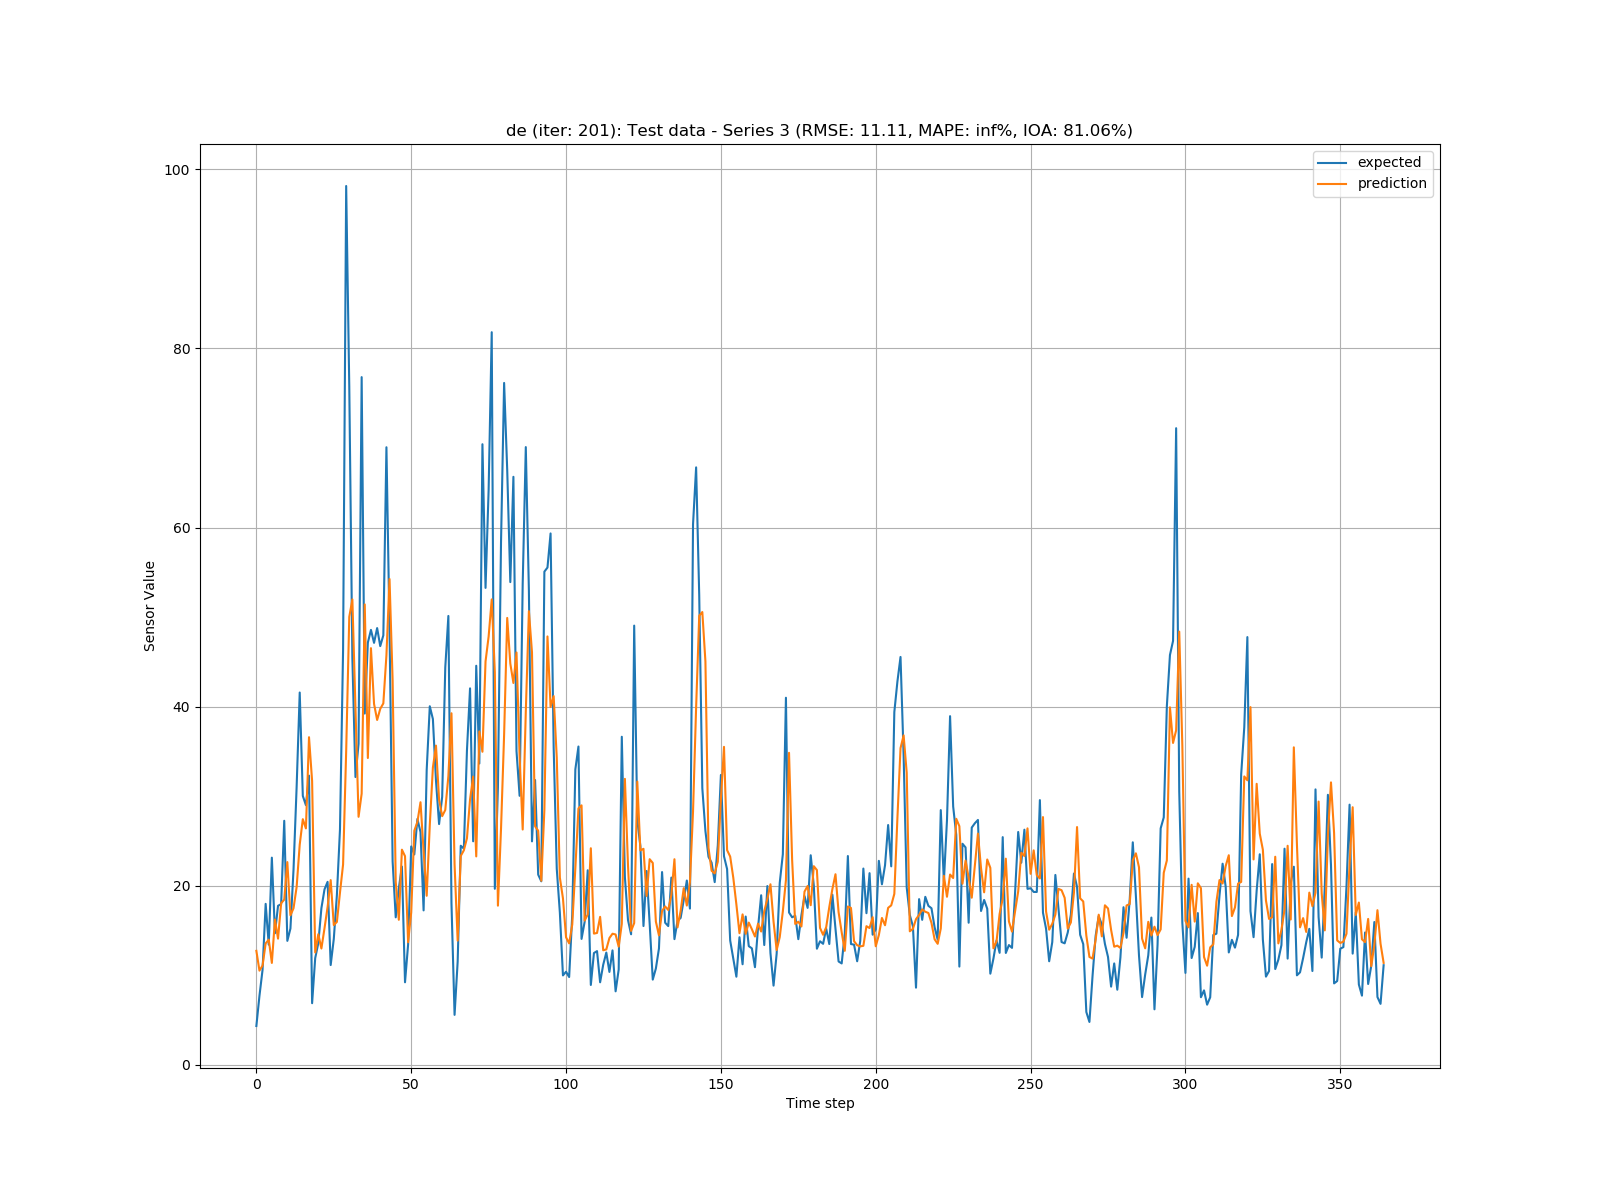 de (iter: 201): Test data - Series 3 (RMSE: 11.11, MAPE: inf%, IOA: 81.06%)
expected
prediction
100
80
60
40
20
0
Sensor Value
0 50 100 150 200 250 300 350
Time step